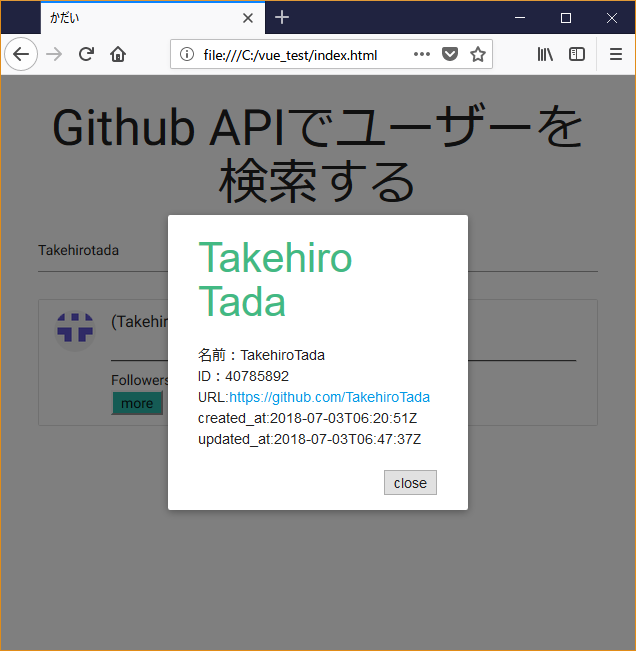 かだい
file:///C:/vue_test/index.html
Github APIでユーザーを
検索する
Takehirotada
Takehiro
Tada
(Takehir
名前：TakehiroTada
ID：40785892
Followers
URL:https://github.com/TakehiroTada
more
created_at:2018-07-03T06:20:51Z
updated_at:2018-07-03T06:47:37Z
close